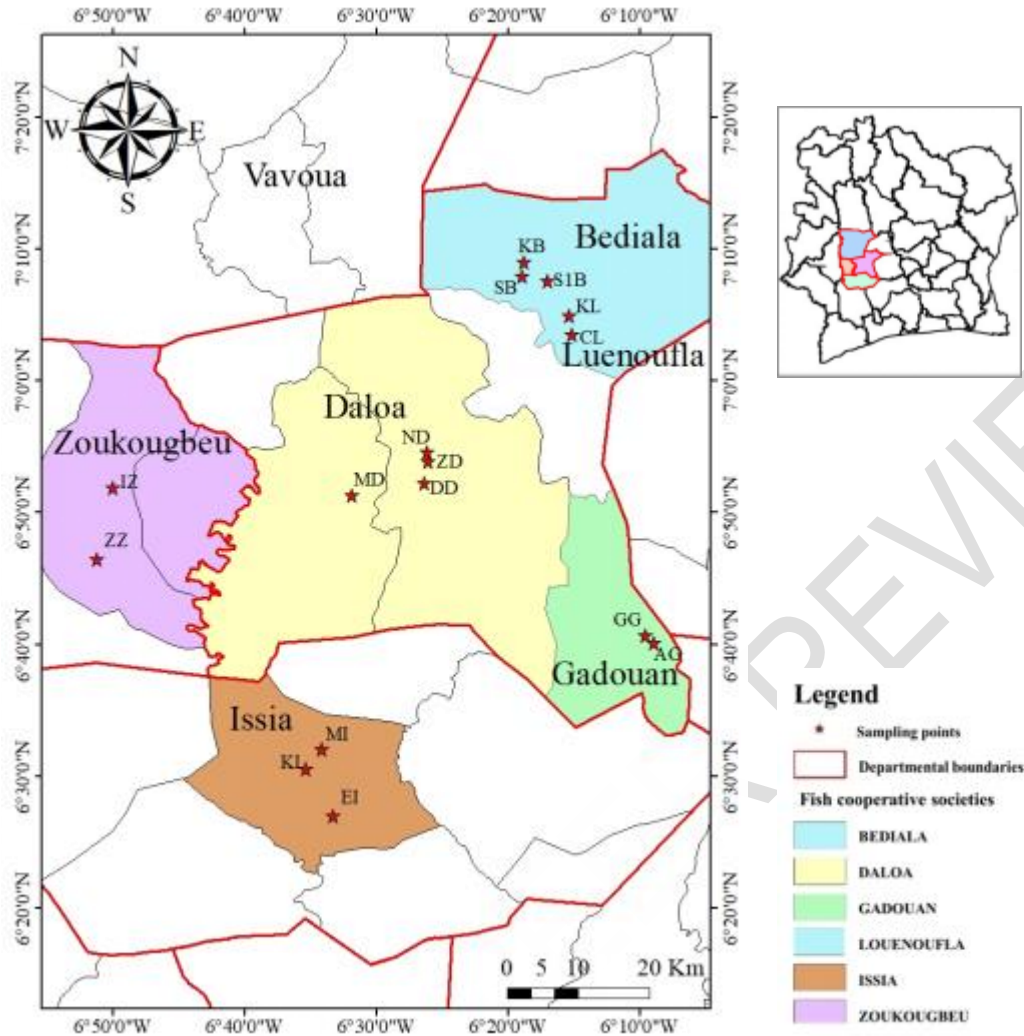 6°50'0"W 6°40'0"W 6°30'0"W 6°20'0"W 6°10'0"W
N
W E
S
7°20'0"N 7°20'0"N
Vavoua
7°10'0"N 7°10'0"N
Bediala
KB
SB S1B
KL
CL
Luenoufla
7°0'0"N 7°0'0"N
Daloa
Zoukougbeu
ND
ZD
IZ MD DD
6°50'0"N 6°50'0"N
ZZ
GG
AG
6°40'0"N 6°40'0"N
Gadouan
Issia
MI
KI
6°30'0"N 6°30'0"N
EI
6°20'0"N 6°20'0"N
0 5 10 20 Km
6°50'0"W 6°40'0"W 6°30'0"W 6°20'0"W 6°10'0"W
Legend
Sampling points
Departmental boundaries
Fish cooperative societies
BEDIALA
DALOA
GADOUAN
LOUENOUFLA
ISSIA
ZOUKOUGBEU